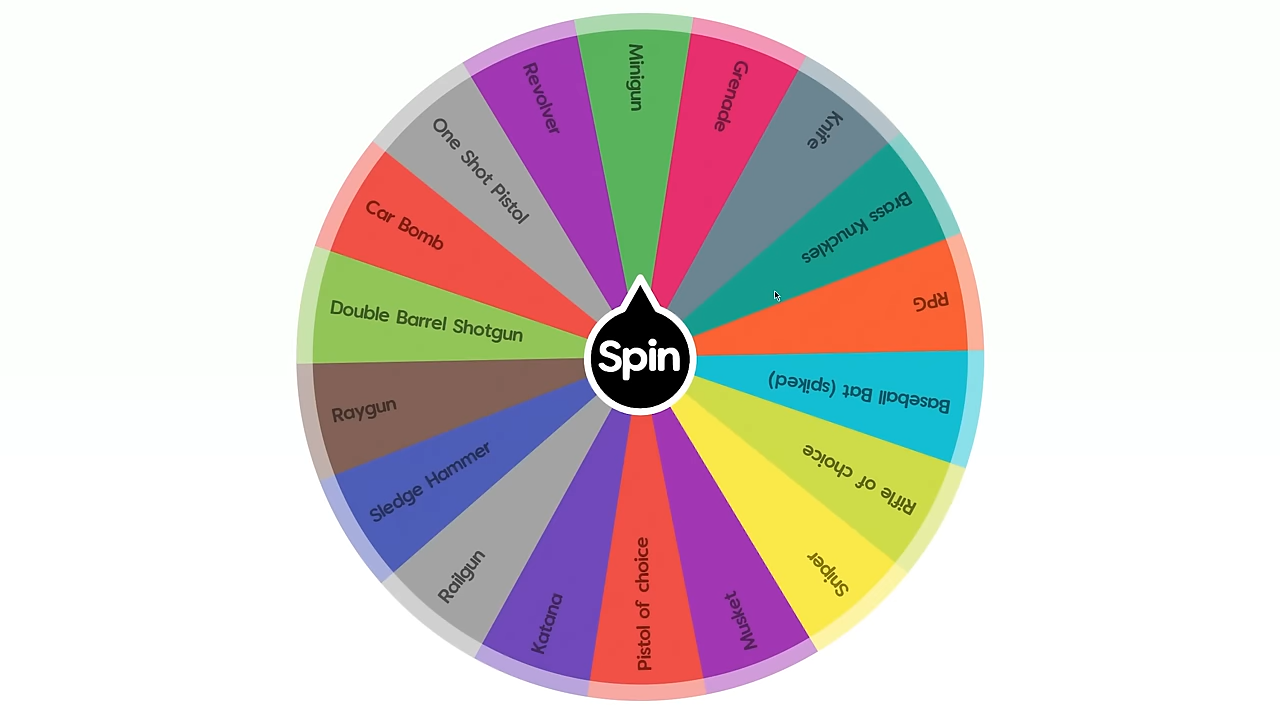 Minigun
Grenade
Knife
Brass Knuckles
RPG
Baseball Bat (spiked)
Rifle of choice
Sniper
Musket
Pistol of choice
Katana
Railgun
Sledge Hammer
Raygun
Double Barrel Shotgun
Car Bomb
One Shot Pistol
Revolver
Spin